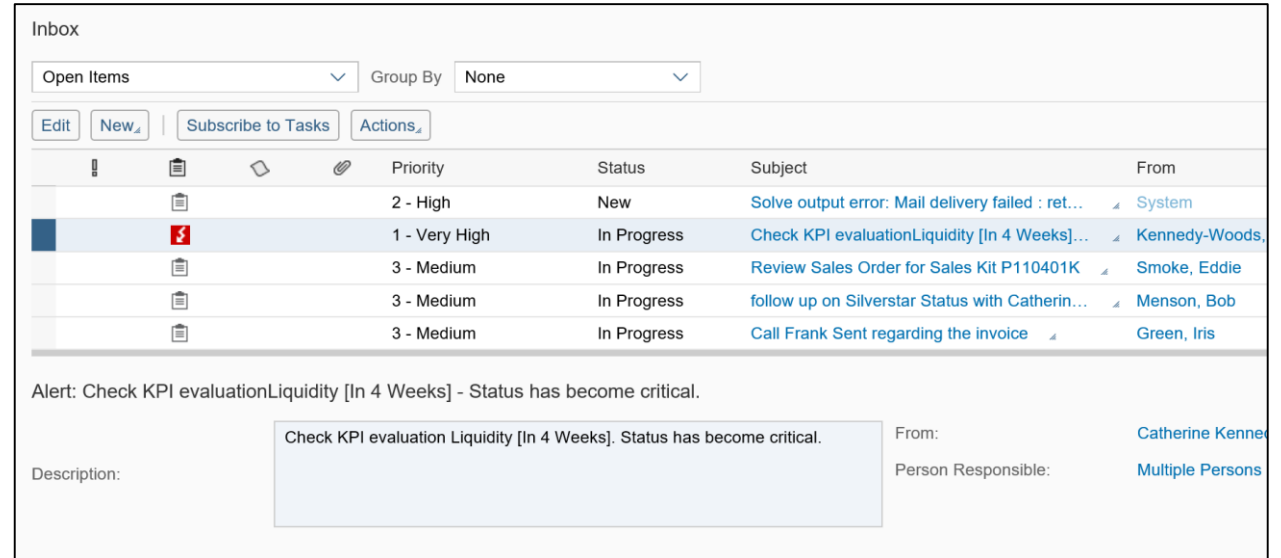 Inbox
Open Items Group By None
Edit New Subscribe to Tasks Actions
Priority Status Subject From
2 - High New Solve output error: Mail delivery failed : ret... System
1 - Very High In Progress Check KPI evaluationLiquidity [In 4 Weeks]... Kennedy-Woods,
3 - Medium In Progress Review Sales Order for Sales Kit P110401K Smoke, Eddie
3 - Medium In Progress follow up on Silverstar Status with Catherin... Menson, Bob
3 - Medium In Progress Call Frank Sent regarding the invoice Green, Iris
Alert: Check KPI evaluationLiquidity [In 4 Weeks] - Status has become critical.
Check KPI evaluation Liquidity [In 4 Weeks]. Status has become critical. From: Catherine
Description: Person Responsible: Multiple Persons